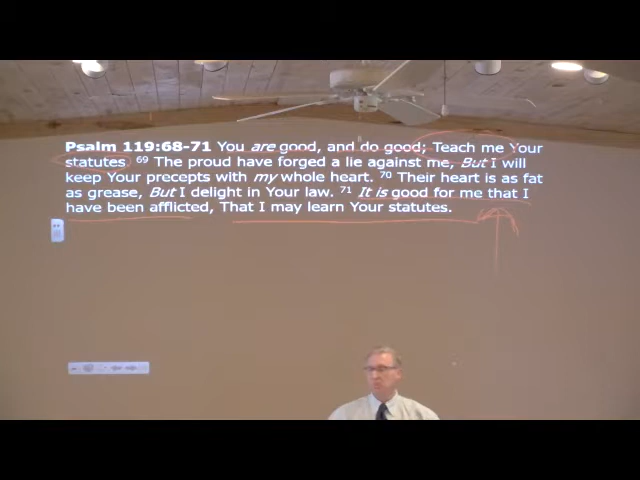 Psalm 119:68-71 You are good, and do good; Teach me Your
statutes 69 The proud have forged a lie against me, But I will
keep Your precepts with my whole heart. 70 Their heart is as fat
as grease, But I delight in Your law. 71 It is good for me that I
have been afflicted, That I may learn Your statutes.